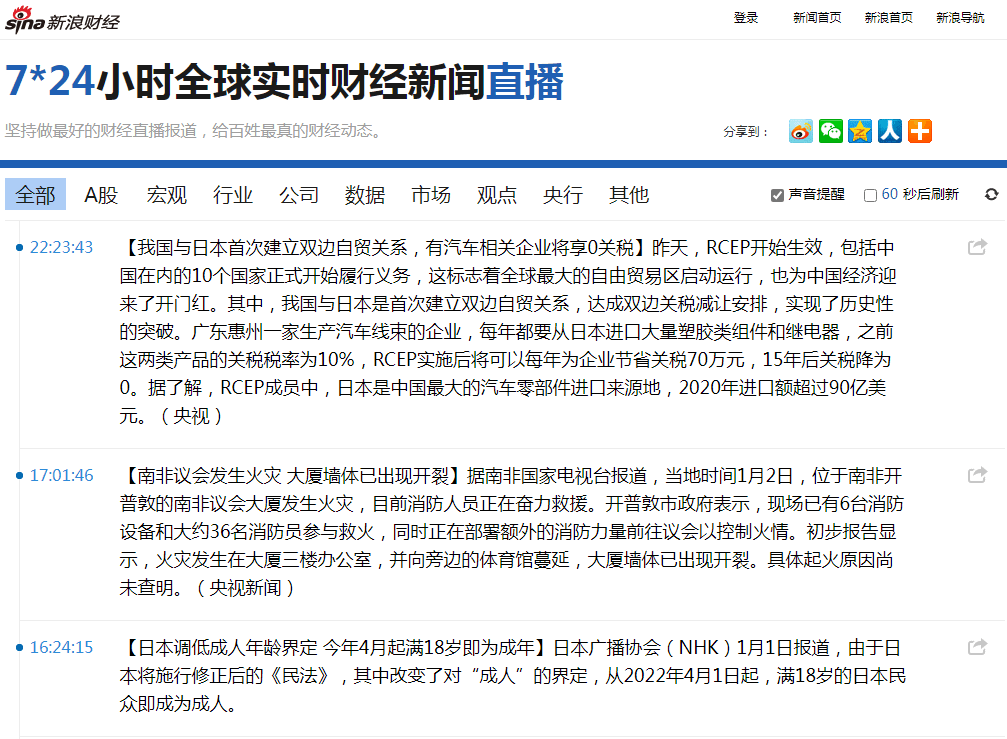 sina新浪财经
登录 新闻首页 新浪首页 新浪导航
7*24小时全球实时财经新闻直播
坚持做最好的财经直播报道，给百姓最真的财经动态。
分享到：
全部 A股 宏观 行业 公司 数据 市场 观点 央行 其他 声音提醒 60 秒后刷新
22:23:43 【我国与日本首次建立双边自贸关系，有汽车相关企业将享0关税】昨天，RCEP开始生效，包括中
国在内的10个国家正式开始履行义务，这标志着全球最大的自由贸易区启动运行，也为中国经济迎
来了开门红。其中，我国与日本是首次建立双边自贸关系，达成双边关税减让安排，实现了历史性
的突破。广东惠州一家生产汽车线束的企业，每年都要从日本进口大量塑胶类组件和继电器，之前
这两类产品的关税税率为10%，RCEP实施后将可以每年为企业节省关税70万元，15年后关税降为
0。据了解，RCEP成员中，日本是中国最大的汽车零部件进口来源地，2020年进口额超过90亿美
元。（央视）
17:01:46 【南非议会发生火灾 大厦墙体已出现开裂】据南非国家电视台报道，当地时间1月2日，位于南非开
普敦的南非议会大厦发生火灾，目前消防人员正在奋力救援。开普敦市政府表示，现场已有6台消防
设备和大约36名消防员参与救火，同时正在部署额外的消防力量前往议会以控制火情。初步报告显
示，火灾发生在大厦三楼办公室，并向旁边的体育馆蔓延，大厦墙体已出现开裂。具体起火原因尚
未查明。（央视新闻）
16:24:15 【日本调低成人年龄界定 今年4月起满18岁即为成年】日本广播协会（NHK）1月1日报道，由于日
本将施行修正后的《民法》，其中改变了对“成人”的界定，从2022年4月1日起，满18岁的日本民
众即成为成人。